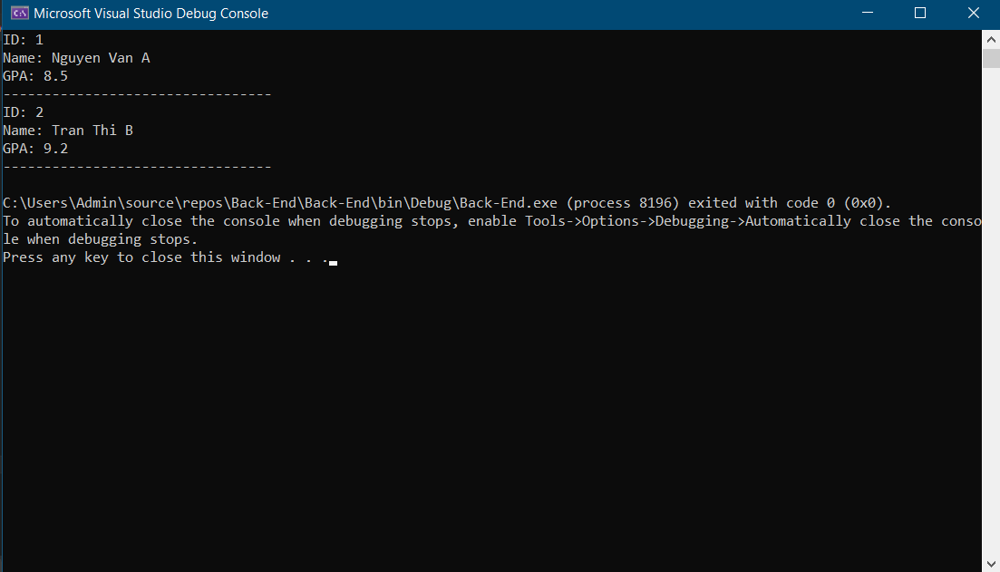 Microsoft Visual Studio Debug Console
ID: 1
Name: Nguyen Van A
GPA: 8.5
---------------------------------
ID: 2
Name: Tran Thi B
GPA: 9.2
---------------------------------
C:\Users\Admin\source\repos\Back-End\Back-End\bin\Debug\Back-End.exe (process 8196) exited with code 0 (0x0).
To automatically close the console when debugging stops, enable Tools->Options->Debugging->Automatically close the conso
le when debugging stops.
Press any key to close this window . . .